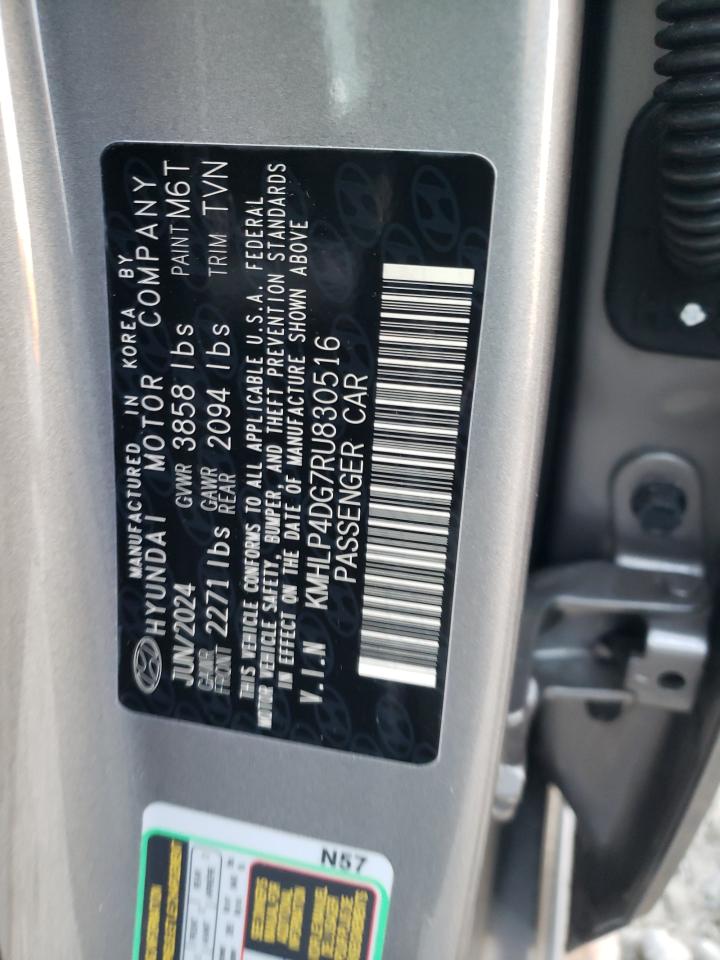 MANUFACTURED IN KOREA BY
HYUNDAI MOTOR COMPANY
JUN/2024 GVWR 3858 lbs PAINT M6T
GAWR FRONT 2271 lbs GAWR REAR 2094 lbs TRIM TVN
THIS VEHICLE CONFORMS TO ALL APPLICABLE U.S.A. FEDERAL
MOTOR VEHICLE SAFETY, BUMPER, AND THEFT PREVENTION STANDARDS
IN EFFECT ON THE DATE OF MANUFACTURE SHOWN ABOVE
V.I.N KMHLP4DG7RU830516
PASSENGER CAR
N57